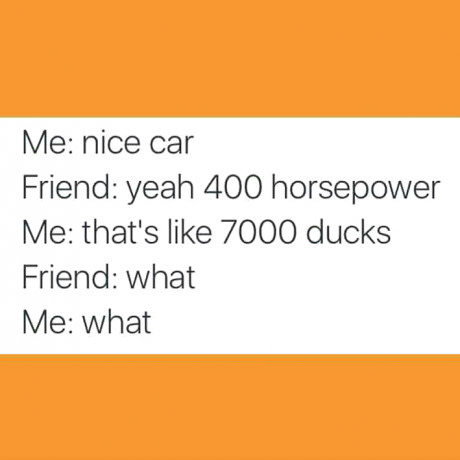 Me: nice car
Friend: yeah 400 horsepower
Me: that's like 7000 ducks
Friend: what
Me: what